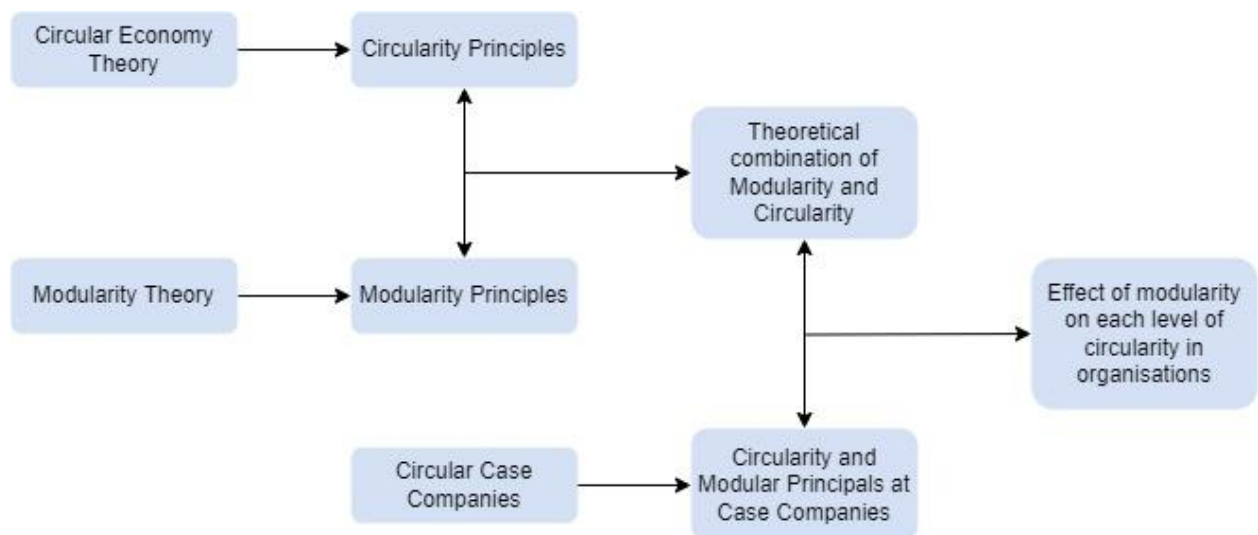 Circular Economy
Theory
Circularity Principles
Theoretical
combination of
Modularity and
Circularity
Modularity Theory
Modularity Principles
Effect of modularity
on each level of
circularity in
organisations
Circular Case
Companies
Circularity and
Modular Principals at
Case Companies